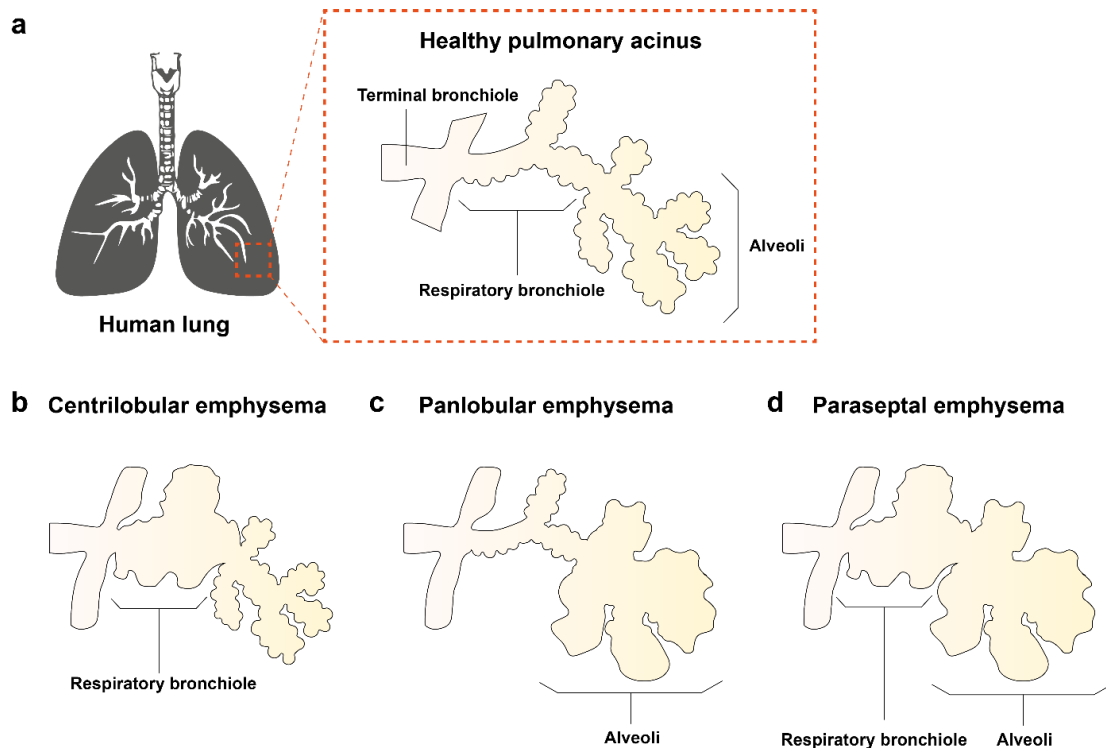 a
Healthy pulmonary acinus
Terminal bronchiole
Alveoli
Respiratory bronchiole
Human lung
b Centrilobular emphysema
c Panlobular emphysema
d Paraseptal emphysema
Respiratory bronchiole
Alveoli
Respiratory bronchiole
Alveoli